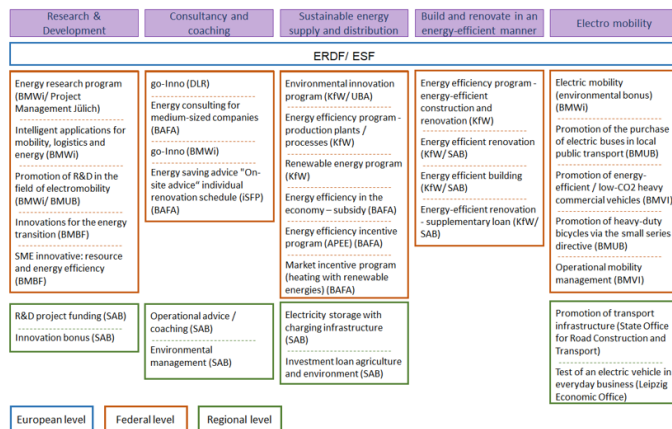 Research &
Development
Consultancy and
coaching
Sustainable energy
supply and distribution
Build and renovate in an
energy-efficient manner
Electro mobility
ERDF/ ESF
Energy research program
(BMWi/ Project
Management Jülich)
Intelligent applications for
mobility, logistics and
energy (BMWi)
Promotion of R&D in the
field of electromobility
(BMWi/ BMUB)
Innovations for the energy
transition (BMBF)
SME innovative: resource
and energy efficiency
(BMBF)
go-Inno (DLR)
Energy consulting for
medium-sized companies
(BAFA)
go-Inno (BMWi)
Energy saving advice "On-
site advice" individual
renovation schedule (iSFP)
(BAFA)
Environmental innovation
program (KfW/ UBA)
Energy efficiency program -
production plants /
processes (KfW)
Renewable energy program
(KfW)
Energy efficiency in the
economy – subsidy (BAFA)
Energy efficiency incentive
program (APEE) (BAFA)
Market incentive program
(heating with renewable
energies) (BAFA)
Energy efficiency program -
energy-efficient
construction and
renovation (KfW)
Energy efficient renovation
(KfW/ SAB)
Energy efficient building
(KfW/ SAB)
Energy-efficient renovation
- supplementary loan (KfW/
SAB)
Electric mobility
(environmental bonus)
(BMWi)
Promotion of the purchase
of electric buses in local
public transport (BMUB)
Promotion of energy-
efficient / low-CO2 heavy
commercial vehicles (BMVI)
Promotion of heavy-duty
bicycles via the small series
directive (BMUB)
Operational mobility
management (BMVI)
R&D project funding (SAB)
Innovation bonus (SAB)
Operational advice /
coaching (SAB)
Environmental
management (SAB)
Electricity storage with
charging infrastructure
(SAB)
Investment loan agriculture
and environment (SAB)
Promotion of transport
infrastructure (State Office
for Road Construction and
Transport)
Test of an electric vehicle in
everyday business (Leipzig
Economic Office)
European level
Federal level
Regional level